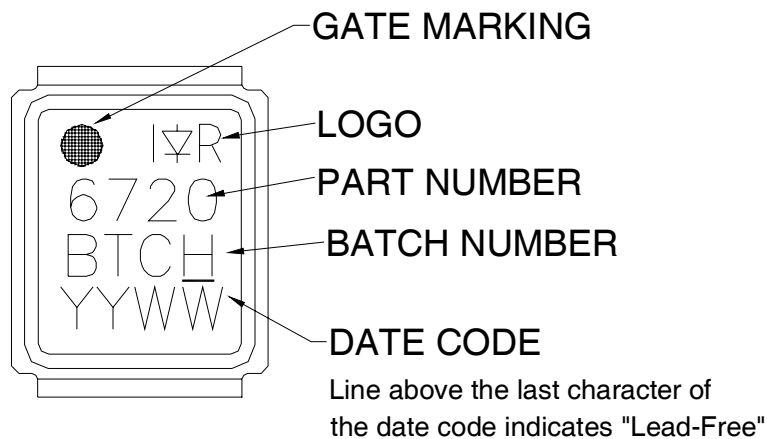 GATE MARKING
I R
LOGO
6720
PART NUMBER
BTCH
BATCH NUMBER
YYWW
DATE CODE
Line above the last character of
the date code indicates "Lead-Free"